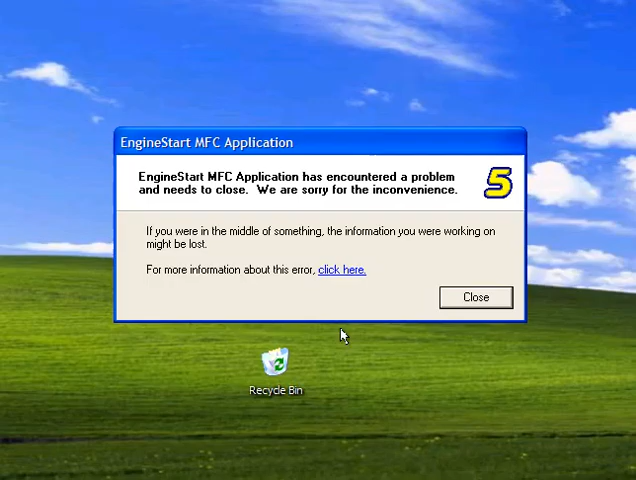 EngineStart MFC Application
EngineStart MFC Application has encountered a problem
and needs to close.  We are sorry for the inconvenience.
5
If you were in the middle of something, the information you were working on
might be lost.
For more information about this error, click here.
Close
Recycle Bin